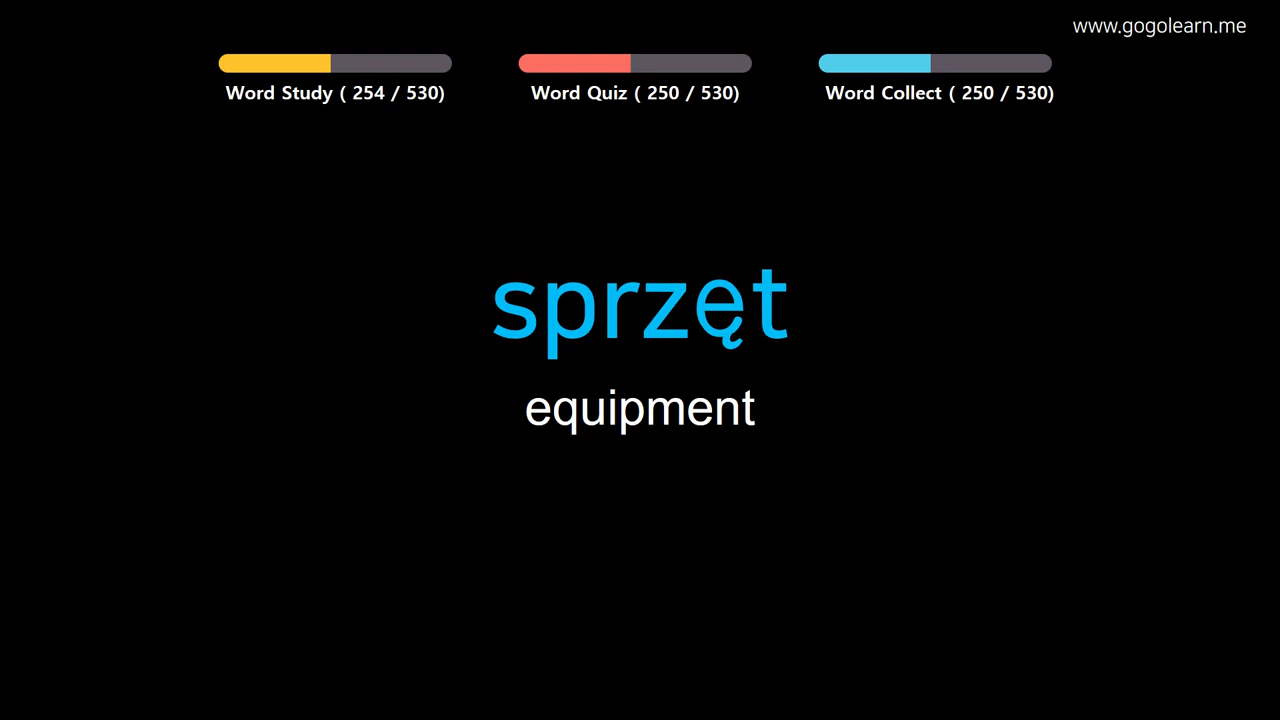 www.gogolearn.me
Word Study ( 254 / 530)
Word Quiz ( 250 / 530)
Word Collect ( 250 / 530)
sprzęt
equipment